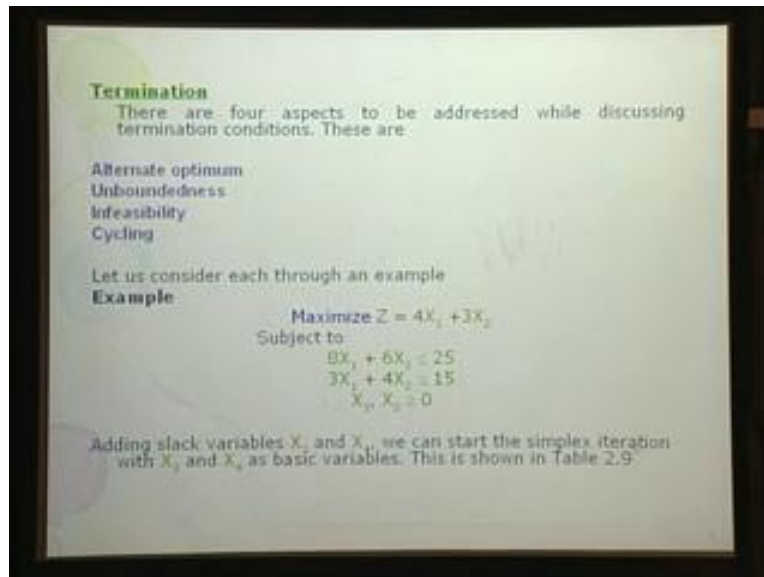 Termination
There are four aspects to be addressed while discussing
termination conditions. These are
Alternate optimum
Unboundedness
Infeasibility
Cycling
Let us consider each through an example
Example
Maximize Z = 4X₁ +3X₂
Subject to
8X₁ + 6X₂ ≤ 25
3X₁ + 4X₂ ≤ 15
X₁, X₂ ≥ 0
Adding slack variables X₃ and X₄, we can start the simplex iteration
with X₃ and X₄ as basic variables. This is shown in Table 2.9